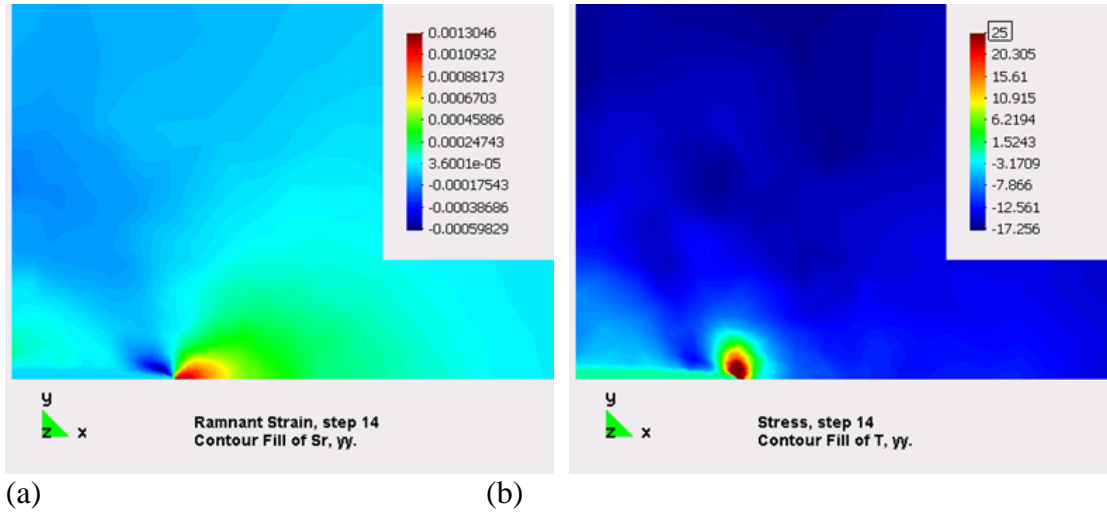 0.0013046
0.0010932
0.00088173
0.0006703
0.00045886
0.00024743
3.6001e-05
-0.00017543
-0.00038686
-0.00059829
y
z x
Ramnant Strain, step 14
Contour Fill of Sr, yy.
25
20.305
15.61
10.915
6.2194
1.5243
-3.1709
-7.866
-12.561
-17.256
y
z x
Stress, step 14
Contour Fill of T, yy.
(a) (b)